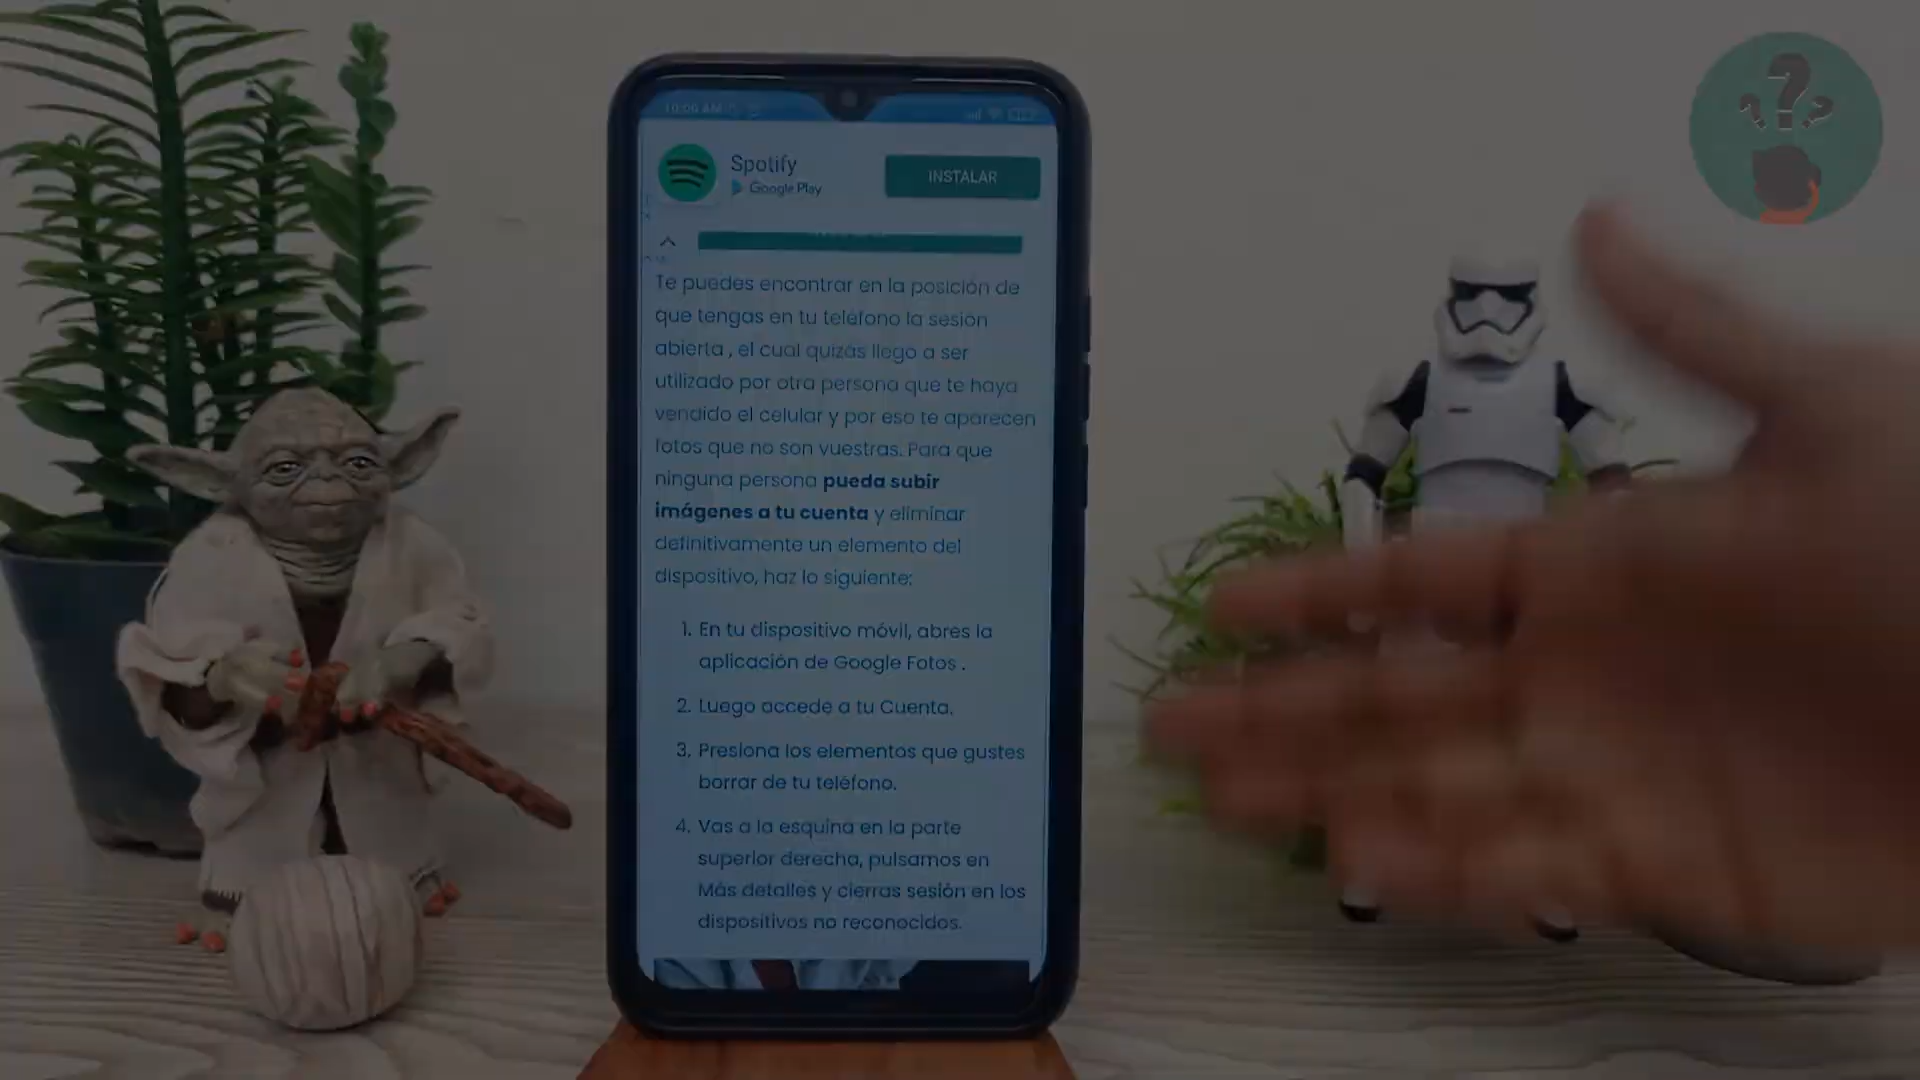 10:00 AM
Spotify
Google Play
INSTALAR
Te puedes encontrar en la posición de
que tengas en tu teléfono la sesión
abierta , el cual quizás llego a ser
utilizado por otra persona que te haya
vendido el celular y por eso te aparecen
fotos que no son vuestras. Para que
ninguna persona pueda subir
imágenes a tu cuenta y eliminar
definitivamente un elemento del
dispositivo, haz lo siguiente:
1. En tu dispositivo móvil, abres la
aplicación de Google Fotos .
2. Luego accede a tu Cuenta.
3. Presiona los elementos que gustes
borrar de tu teléfono.
4. Vas a la esquina en la parte
superior derecha, pulsamos en
Más detalles y cierras sesión en los
dispositivos no reconocidos.